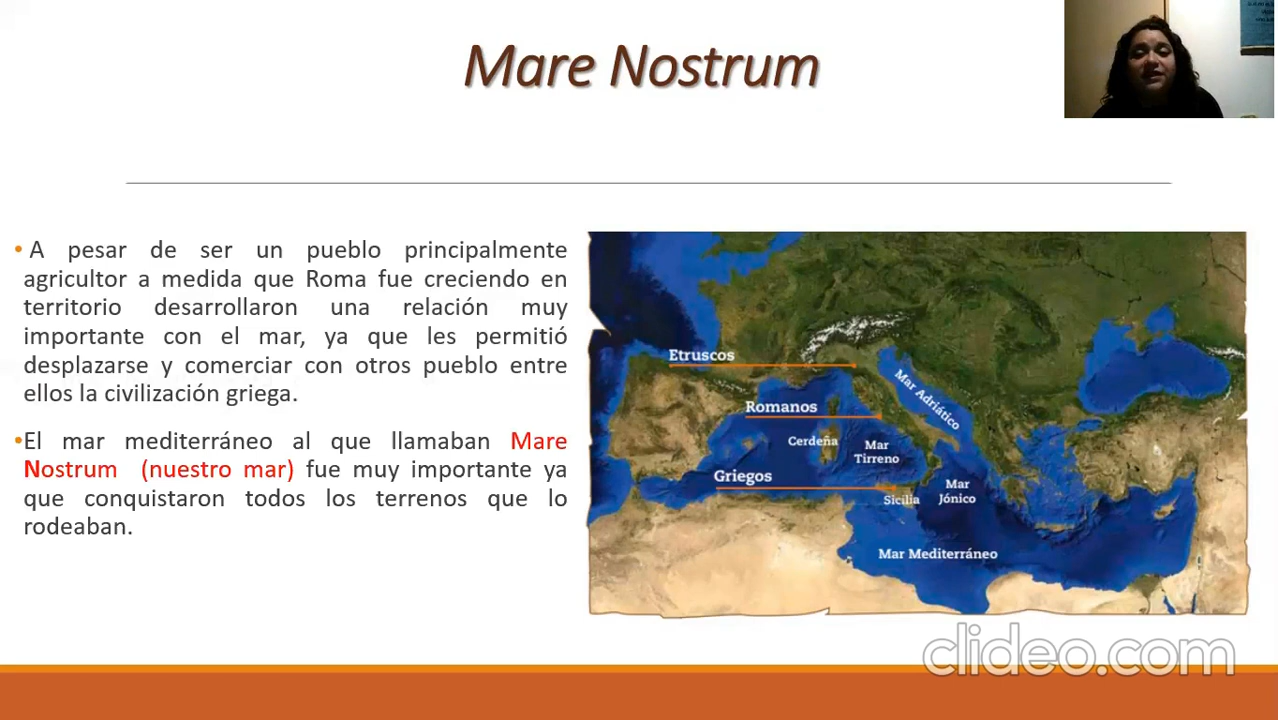 Mare Nostrum
• A pesar de ser un pueblo principalmente
agricultor a medida que Roma fue creciendo en
territorio desarrollaron una relación muy
importante con el mar, ya que les permitió
desplazarse y comerciar con otros pueblo entre
ellos la civilización griega.
•El mar mediterráneo al que llamaban Mare
Nostrum (nuestro mar) fue muy importante ya
que conquistaron todos los terrenos que lo
rodeaban.
Etruscos
Mar Adriático
Romanos
Cerdeña
Mar
Tirreno
Griegos
Sicilia
Mar
Jónico
Mar Mediterráneo
clideo.com